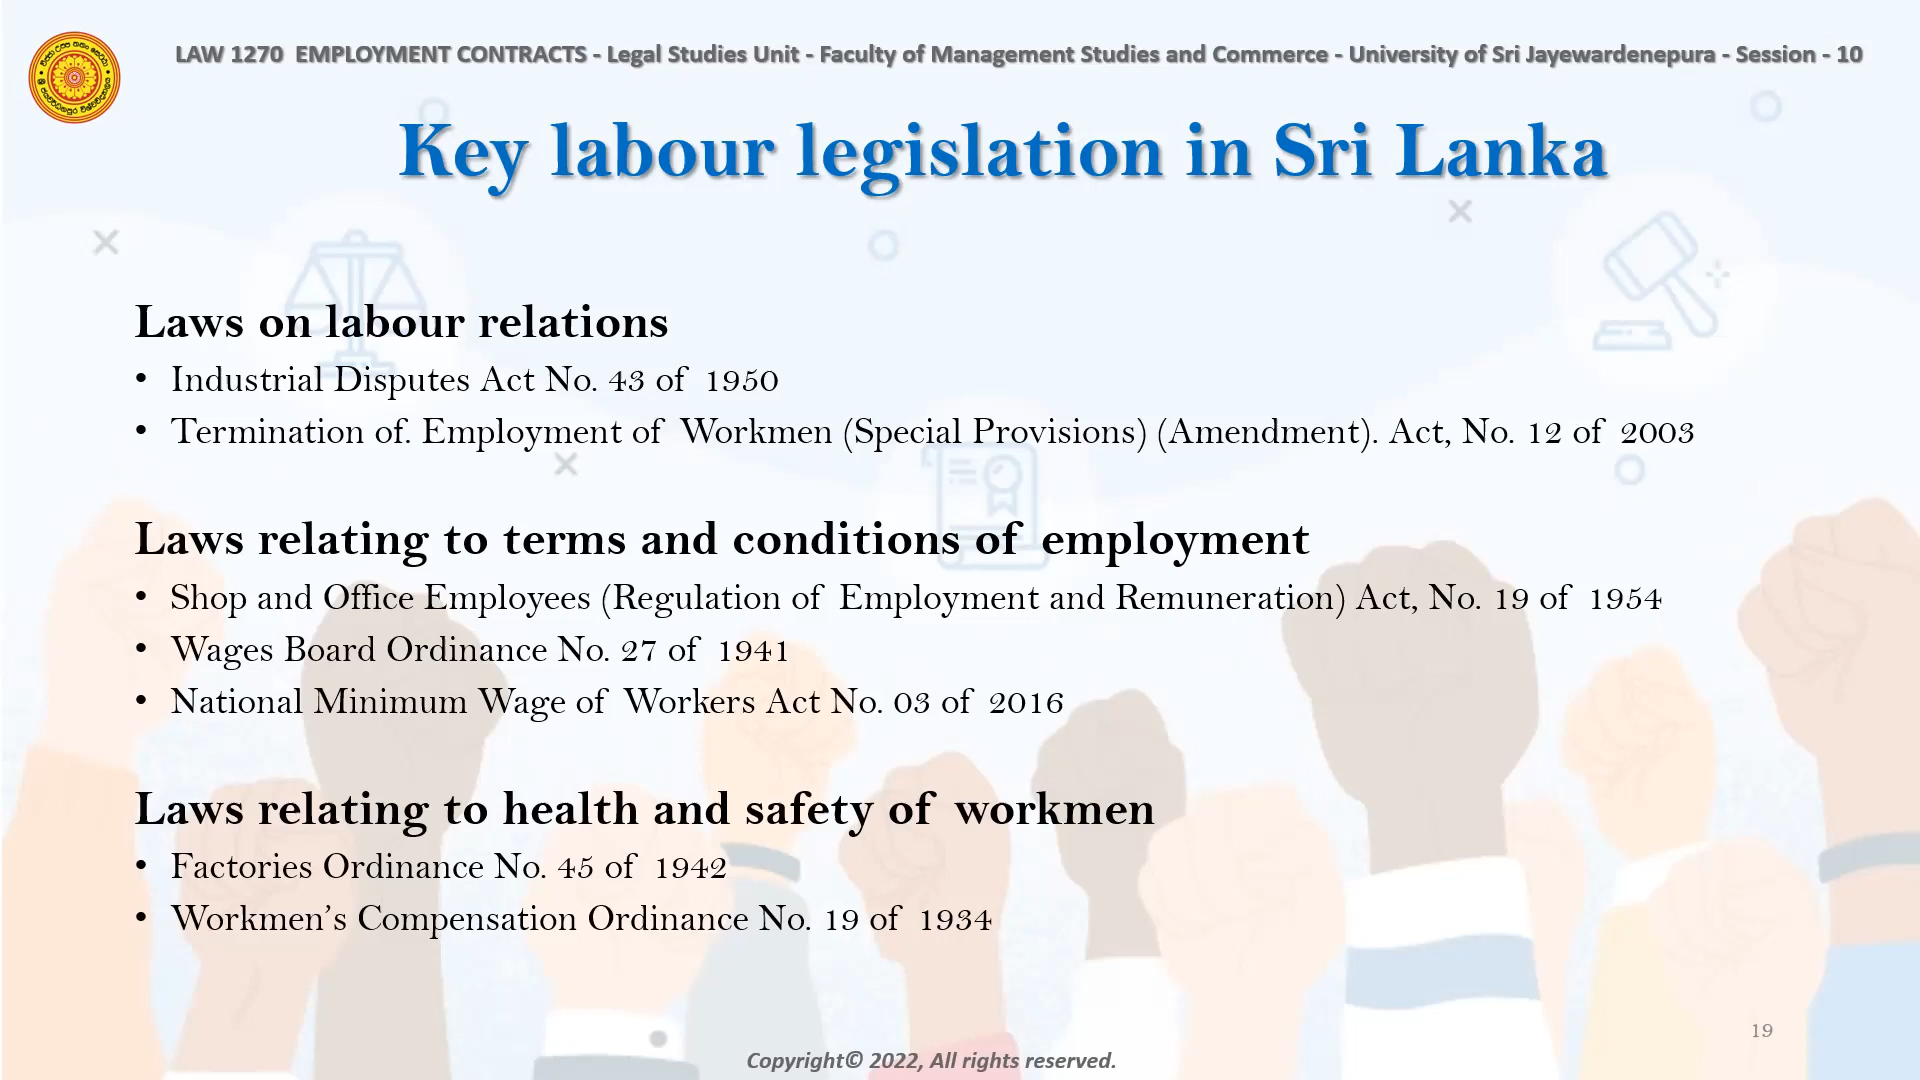 LAW 1270 EMPLOYMENT CONTRACTS - Legal Studies Unit - Faculty of Management Studies and Commerce - University of Sri Jayewardenepura - Session - 10
Key labour legislation in Sri Lanka
Laws on labour relations
• Industrial Disputes Act No. 43 of 1950
• Termination of. Employment of Workmen (Special Provisions) (Amendment). Act, No. 12 of 2003
Laws relating to terms and conditions of employment
• Shop and Office Employees (Regulation of Employment and Remuneration) Act, No. 19 of 1954
• Wages Board Ordinance No. 27 of 1941
• National Minimum Wage of Workers Act No. 03 of 2016
Laws relating to health and safety of workmen
• Factories Ordinance No. 45 of 1942
• Workmen’s Compensation Ordinance No. 19 of 1934
19
Copyright© 2022, All rights reserved.